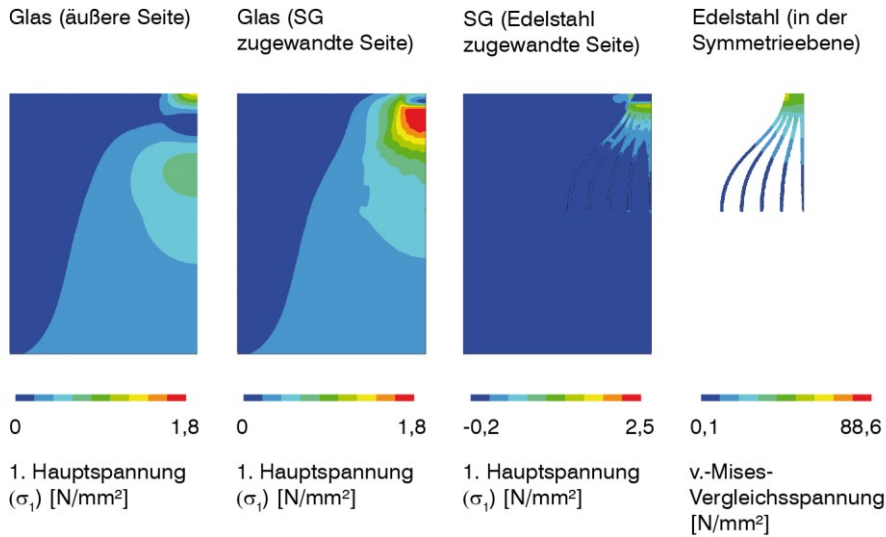 Glas (äußere Seite)
Glas (SG
zugewandte Seite)
SG (Edelstahl
zugewandte Seite)
Edelstahl (in der
Symmetrieebene)
0 1,8
0 1,8
-0,2 2,5
0,1 88,6
1. Hauptspannung
(σ₁) [N/mm²]
1. Hauptspannung
(σ₁) [N/mm²]
1. Hauptspannung
(σ₁) [N/mm²]
v.-Mises-
Vergleichsspannung
[N/mm²]